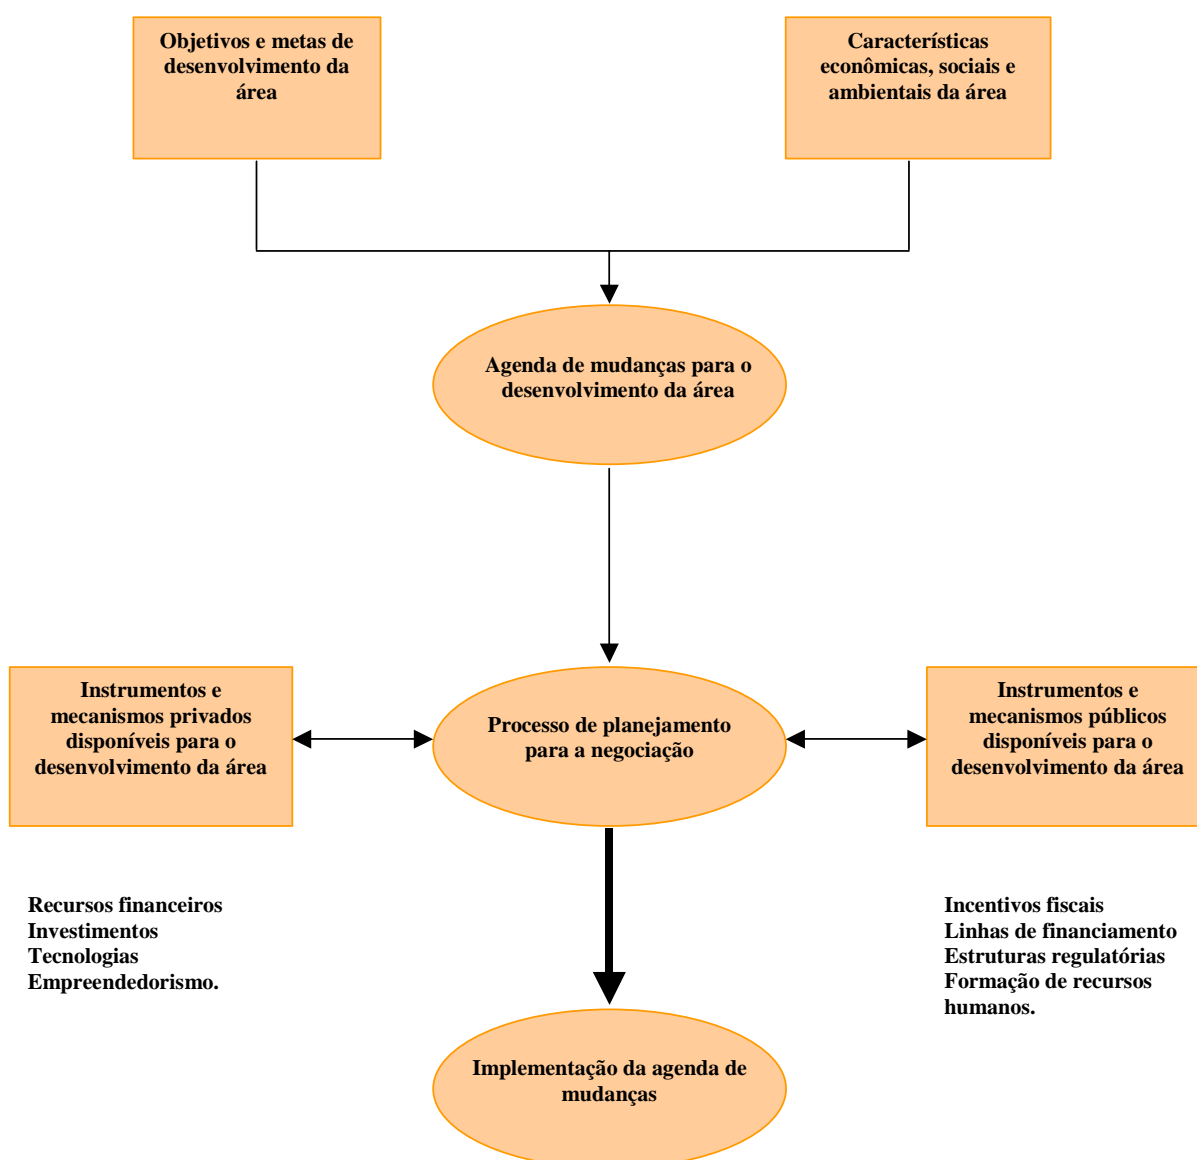 Objetivos e metas de
desenvolvimento da
área
Características
econômicas, sociais e
ambientais da área
Agenda de mudanças para o
desenvolvimento da área
Instrumentos e
mecanismos privados
disponíveis para o
desenvolvimento da área
Processo de planejamento
para a negociação
Instrumentos e
mecanismos públicos
disponíveis para o
desenvolvimento da área
Recursos financeiros
Investimentos
Tecnologias
Empreendedorismo.
Incentivos fiscais
Linhas de financiamento
Estruturas regulatórias
Formação de recursos
humanos.
Implementação da agenda de
mudanças